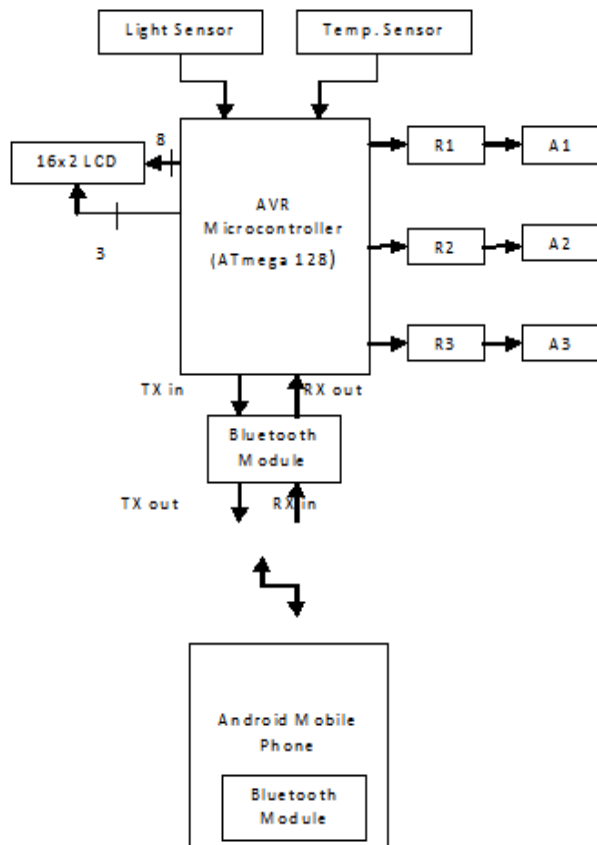 Light Sensor
Temp. Sensor
8
16x2 LCD
3
AVR
Microcontroller
(ATmega 128)
R1
A1
R2
A2
R3
A3
TX in
RX out
Bluetooth
Module
TX out
RX in
Android Mobile
Phone
Bluetooth
Module